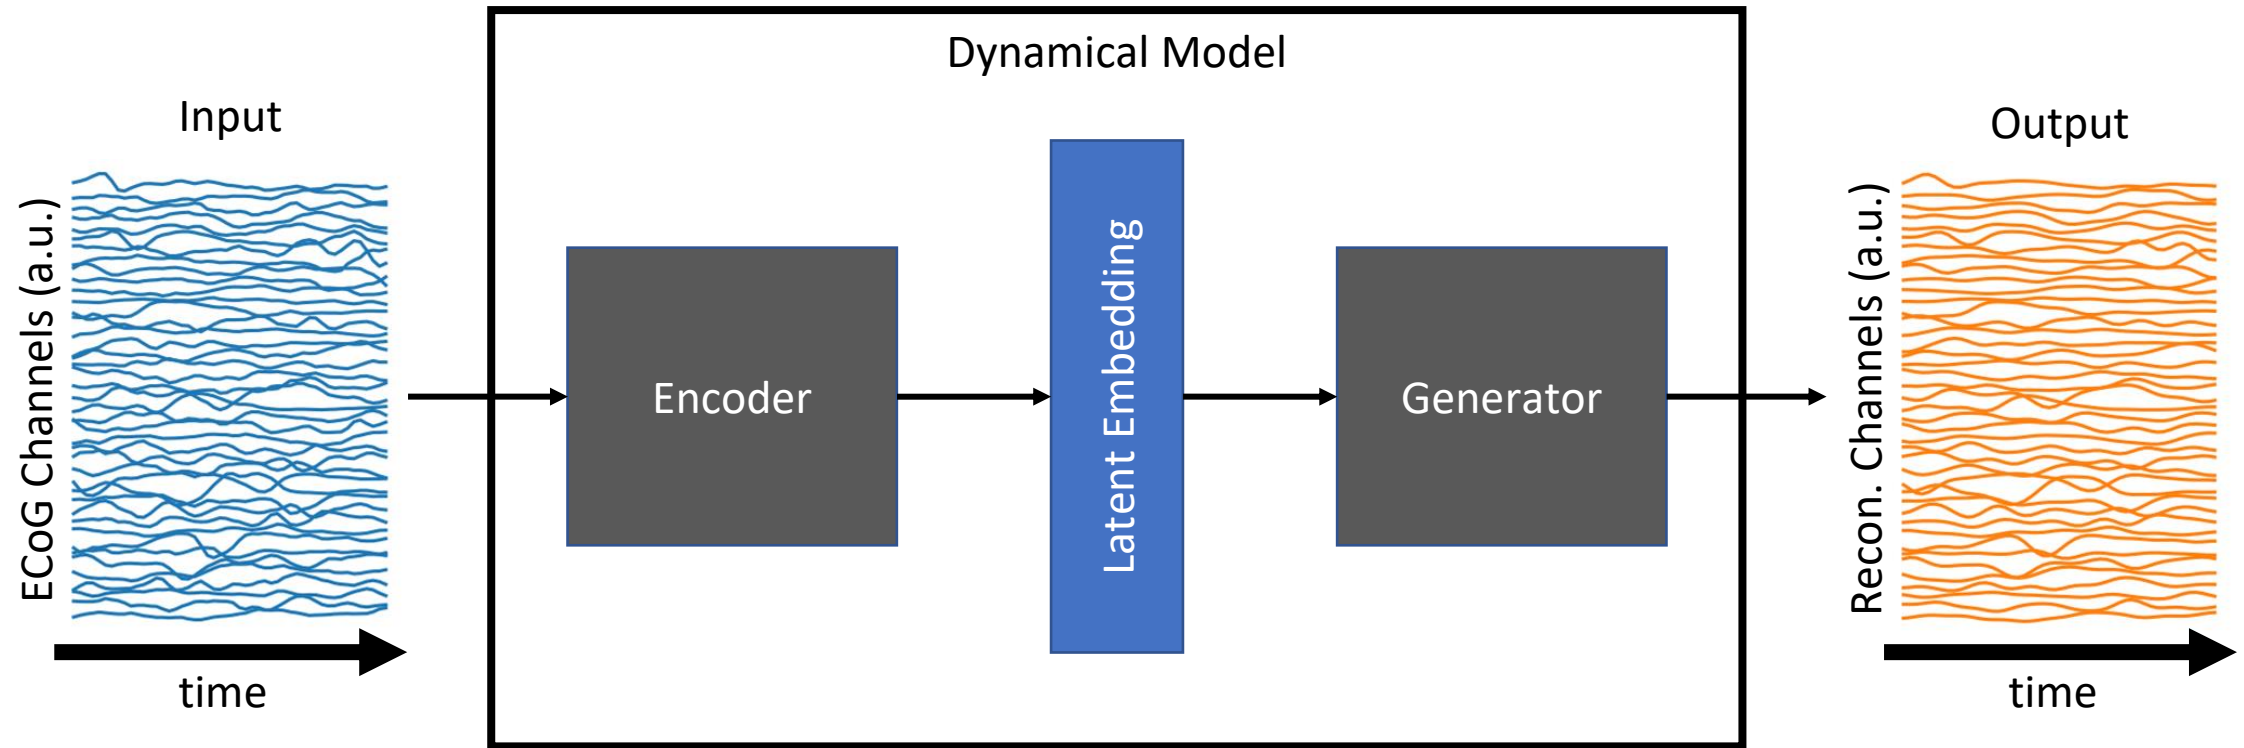 Dynamical Model
Input
ECoG Channels (a.u.)
time
Encoder
Latent Embedding
Generator
Output
Recon. Channels (a.u.)
time